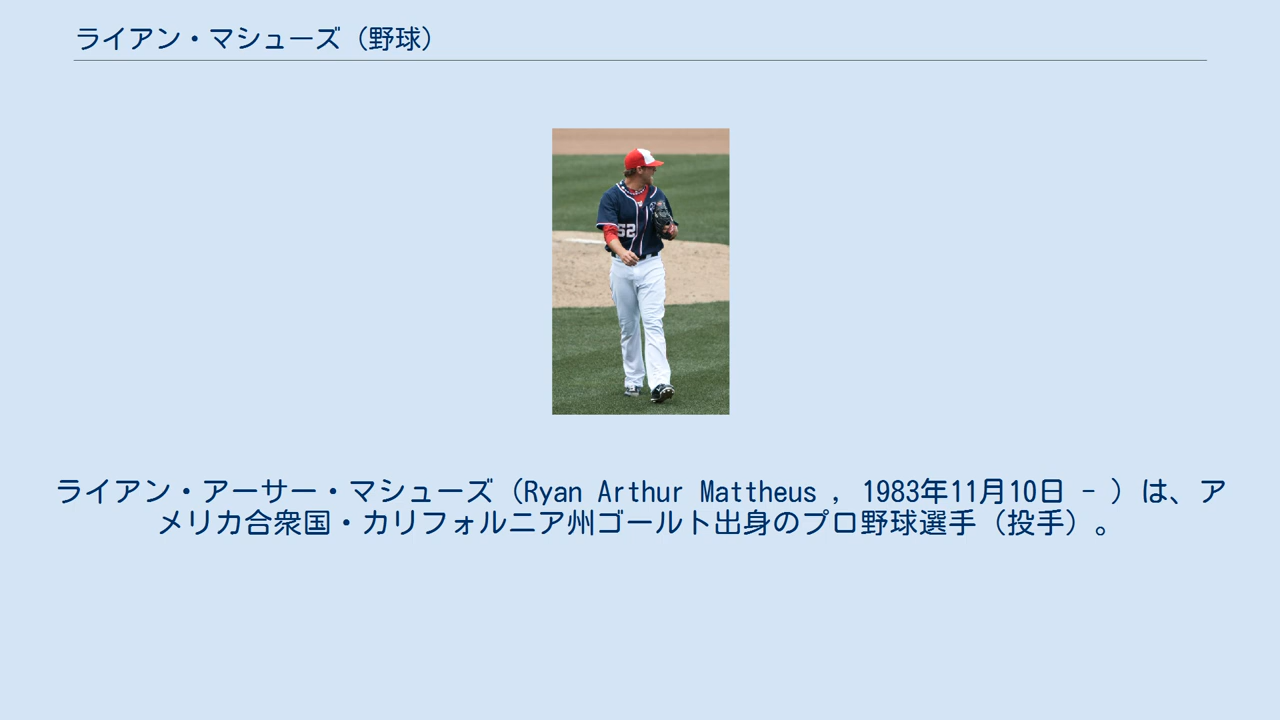 ライアン・マシューズ（野球）
52
ライアン・アーサー・マシューズ（Ryan Arthur Mattheus , 1983年11月10日 - ）は、ア
メリカ合衆国・カリフォルニア州ゴールト出身のプロ野球選手（投手）。